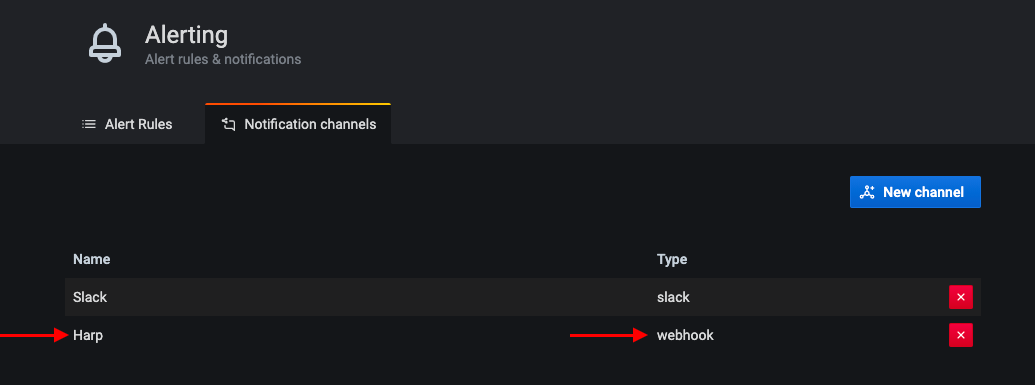 Alerting
Alert rules & notifications
Alert Rules
Notification channels
New channel
Name Type
Slack slack
Harp webhook